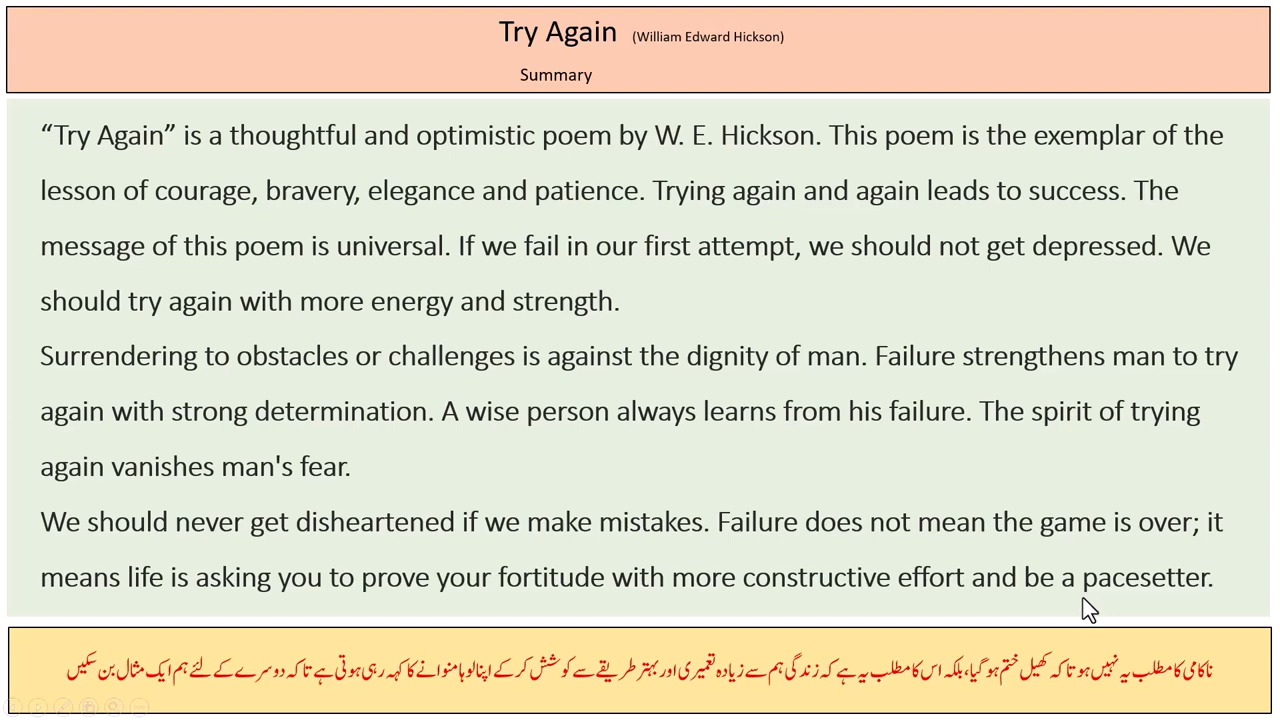 Try Again (William Edward Hickson)
Summary
“Try Again” is a thoughtful and optimistic poem by W. E. Hickson. This poem is the exemplar of the
lesson of courage, bravery, elegance and patience. Trying again and again leads to success. The
message of this poem is universal. If we fail in our first attempt, we should not get depressed. We
should try again with more energy and strength.
Surrendering to obstacles or challenges is against the dignity of man. Failure strengthens man to try
again with strong determination. A wise person always learns from his failure. The spirit of trying
again vanishes man's fear.
We should never get disheartened if we make mistakes. Failure does not mean the game is over; it
means life is asking you to prove your fortitude with more constructive effort and be a pacesetter.
ناکامی کا مطلب یہ نہیں ہوتا کہ کھیل ختم ہو گیا، بلکہ اس کا مطلب یہ ہے کہ زندگی ہم سے زیادہ تعمیری اور بہتر طریقے سے کوشش کر کے اپنا لوہا منوانے کا کہہ رہی ہوتی ہے تاکہ دوسرے کے لئے ہم ایک مثال بن سکیں